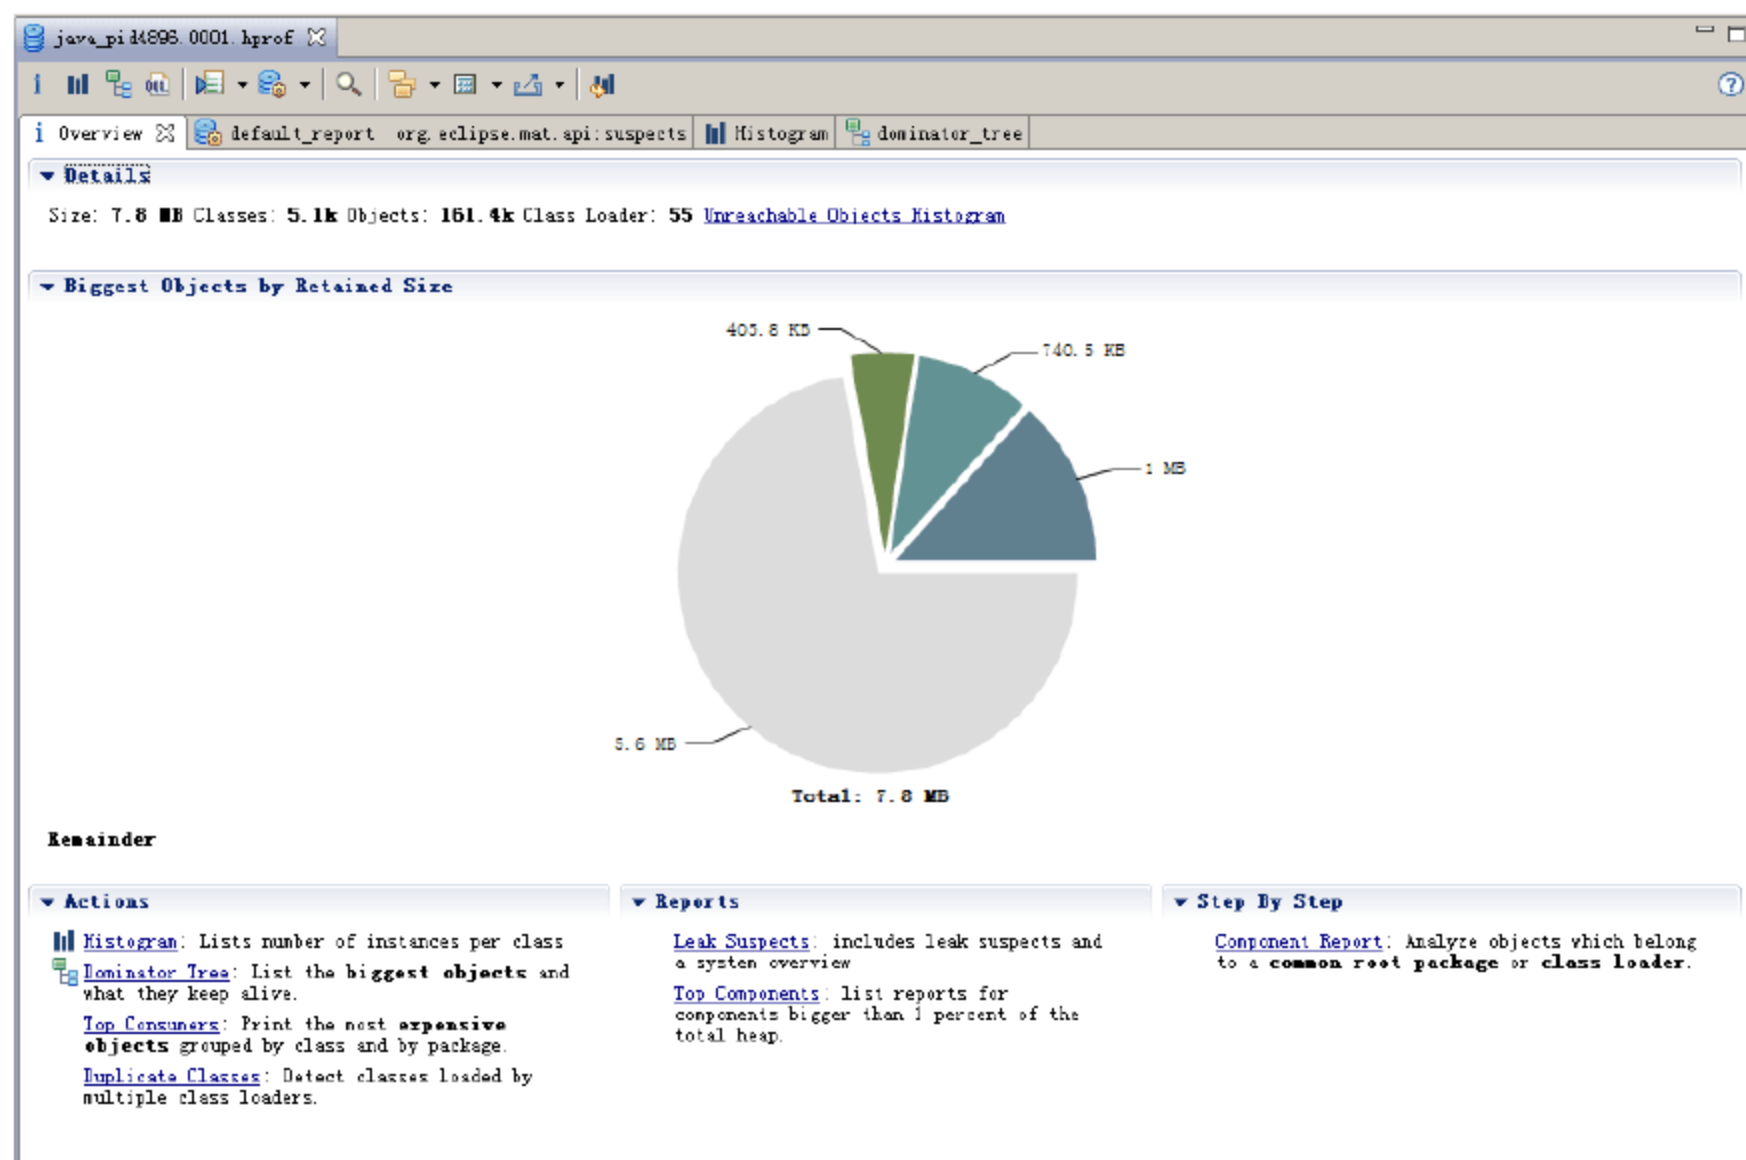 java_pid4896.0001.hprof
Overview
default_report org.eclipse.mat.api:suspects
Histogram
dominator_tree
Details
Size: 7.8 MB Classes: 5.1k Objects: 161.4k Class Loader: 55 Unreachable Objects Histogram
Biggest Objects by Retained Size
KB
740.5 KB
1 MB
5.6 MB
Total: 7.8 MB
Remainder
Actions
Histogram: Lists number of instances per class
Dominator Tree: List the biggest objects and
what they keep alive.
Top Consumers: Print the most expensive
objects grouped by class and by package.
Duplicate Classes: Detect classes loaded by
multiple class loaders.
Reports
Leak Suspects: includes leak suspects and
a system overview
Top Components: list reports for
components bigger than 1 percent of the
total heap.
Step By Step
Component Report: Analyze objects which belong
to a common root package or class loader.